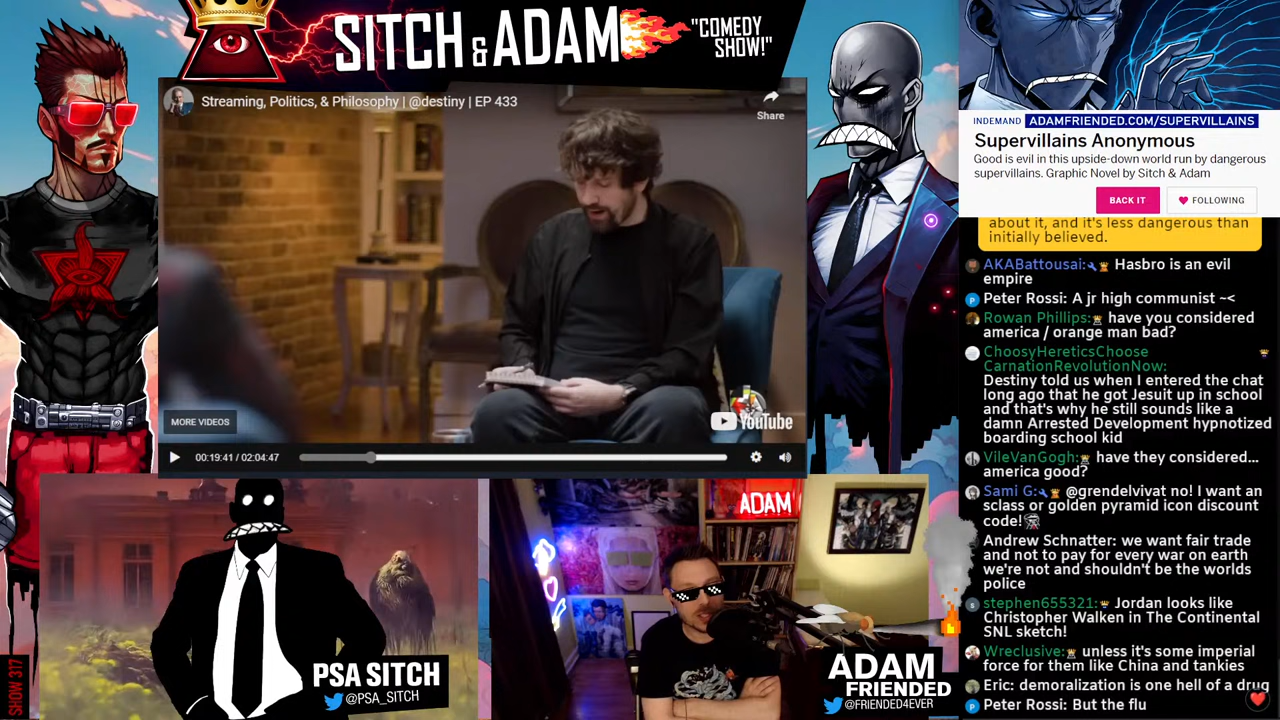 SITCH & ADAM
"COMEDY
SHOW!"
Streaming, Politics, & Philosophy | @destiny | EP 433
Share
MORE VIDEOS
YouTube
00:19:41 / 02:04:47
ADAM
PSA SITCH
@PSA_SITCH
ADAM
FRIENDED
@FRIENDED4EVER
SHOW 317
INDEMAND ADAMFRIENDED.COM/SUPERVILLAINS
Supervillains Anonymous
Good is evil in this upside-down world run by dangerous
supervillains. Graphic Novel by Sitch & Adam
BACK IT
FOLLOWING
about it, and it's less dangerous than
initially believed.
AKABattousai: Hasbro is an evil
empire
P Peter Rossi: A jr high communist ~<
Rowan Phillips: have you considered
america / orange man bad?
ChoosyHereticsChoose
CarnationRevolutionNow:
Destiny told us when I entered the chat
long ago that he got Jesuit up in school
and that's why he still sounds like a
damn Arrested Development hypnotized
boarding school kid
VileVanGogh: have they considered...
america good?
Sami G: @grendelvivat no! I want an
sclass or golden pyramid icon discount
code!
Andrew Schnatter: we want fair trade
and not to pay for every war on earth
we're not and shouldn't be the worlds
police
s stephen655321: Jordan looks like
Christopher Walken in The Continental
SNL sketch!
Wreclusive: unless it's some imperial
force for them like China and tankies
Eric: demoralization is one hell of a drug
P Peter Rossi: But the flu